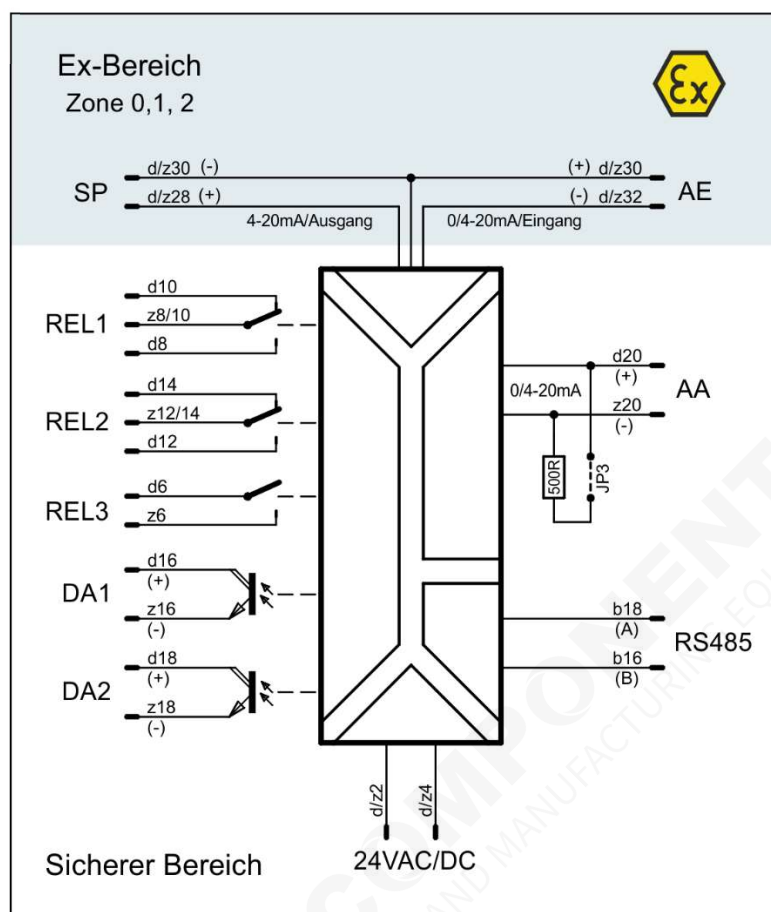 Ex-Bereich
Zone 0,1, 2
Ex
SP
d/z30 (-)
d/z28 (+)
4-20mA/Ausgang
(+) d/z30
(-) d/z32
AE
0/4-20mA/Eingang
REL1
d10
z8/10
d8
REL2
d14
z12/14
d12
REL3
d6
z6
DA1
d16
(+)
z16
(-)
DA2
d18
(+)
z18
(-)
d20
(+)
AA
0/4-20mA
z20
(-)
500R
JP3
b18
(A)
RS485
b16
(B)
d/z2
d/z4
24VAC/DC
Sicherer Bereich
COMPONENT
AND MANUFACTURING EQU